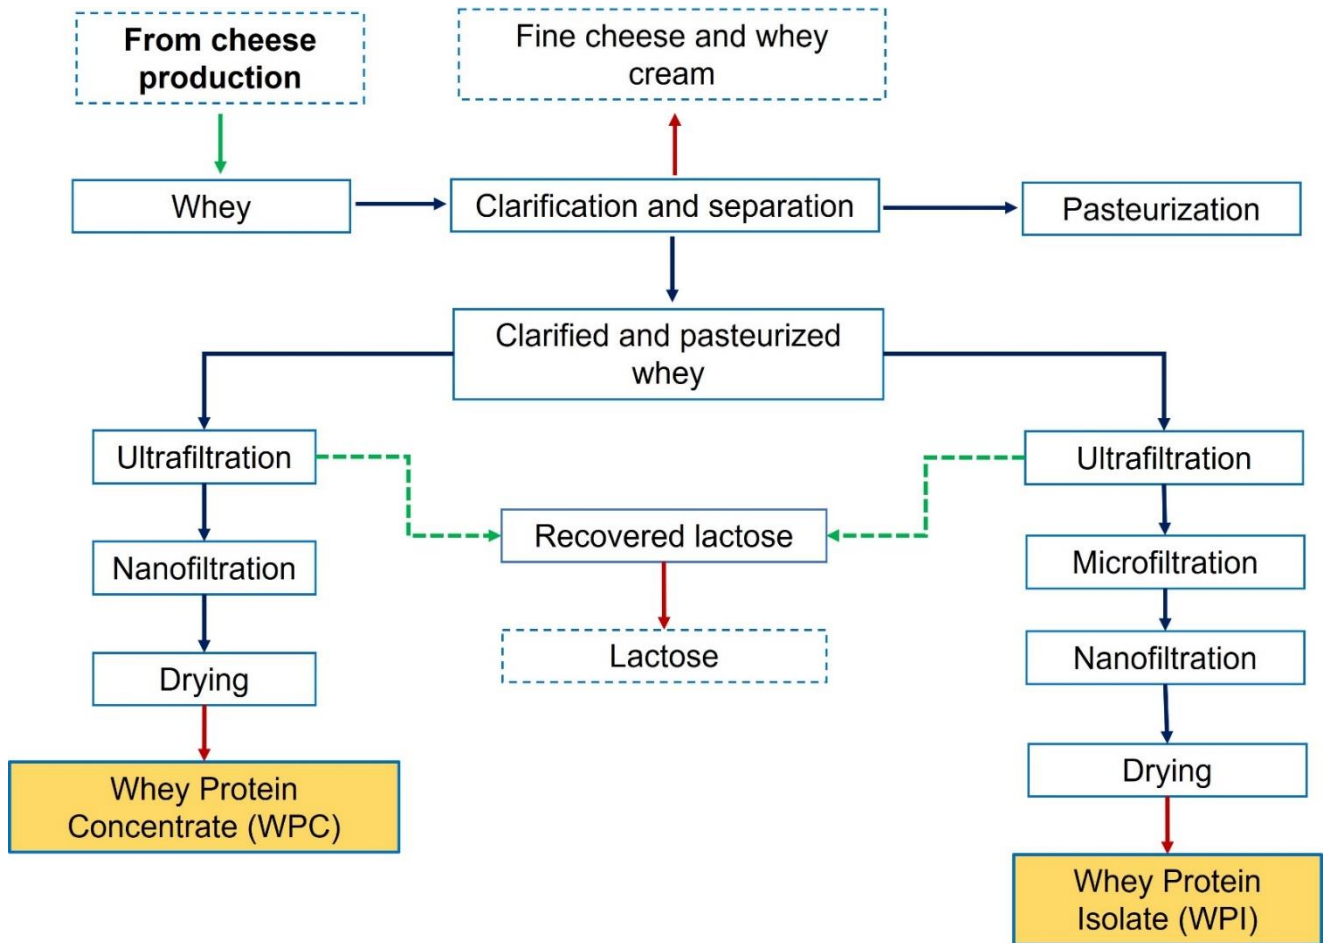 From cheese
production
Fine cheese and whey
cream
Whey
Clarification and separation
Pasteurization
Clarified and pasteurized
whey
Ultrafiltration
Ultrafiltration
Recovered lactose
Nanofiltration
Microfiltration
Lactose
Drying
Nanofiltration
Drying
Whey Protein
Concentrate (WPC)
Whey Protein
Isolate (WPI)